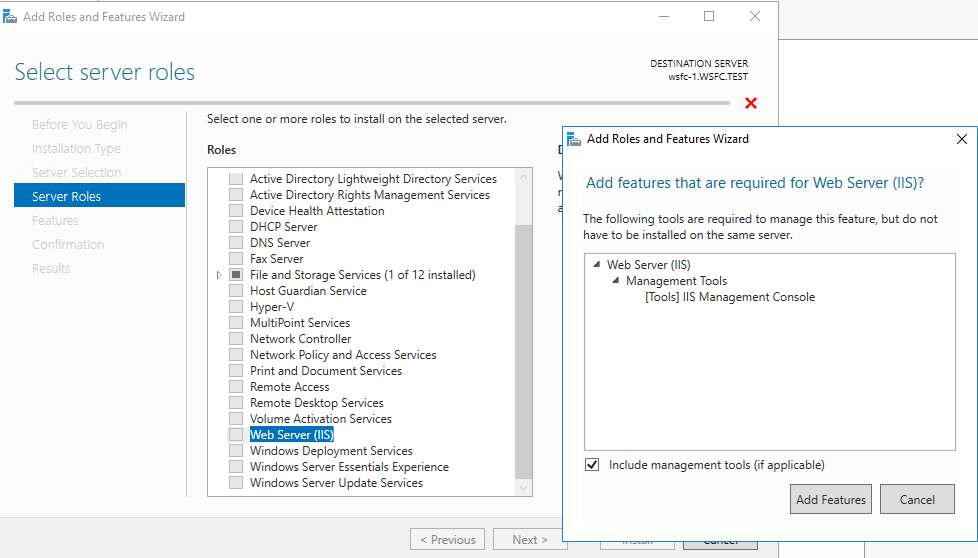 Add Roles and Features Wizard
Select server roles
DESTINATION SERVER
wsfc-1.WSFC.TEST
Before You Begin
Installation Type
Server Selection
Server Roles
Features
Confirmation
Results
Select one or more roles to install on the selected server.
Roles
Active Directory Lightweight Directory Services
Active Directory Rights Management Services
Device Health Attestation
DHCP Server
DNS Server
Fax Server
File and Storage Services (1 of 12 installed)
Host Guardian Service
Hyper-V
MultiPoint Services
Network Controller
Network Policy and Access Services
Print and Document Services
Remote Access
Remote Desktop Services
Volume Activation Services
Web Server (IIS)
Windows Deployment Services
Windows Server Essentials Experience
Windows Server Update Services
< Previous
Next >
Install
Cancel
Add Roles and Features Wizard
Add features that are required for Web Server (IIS)?
The following tools are required to manage this feature, but do not
have to be installed on the same server.
Web Server (IIS)
Management Tools
[Tools] IIS Management Console
Include management tools (if applicable)
Add Features
Cancel